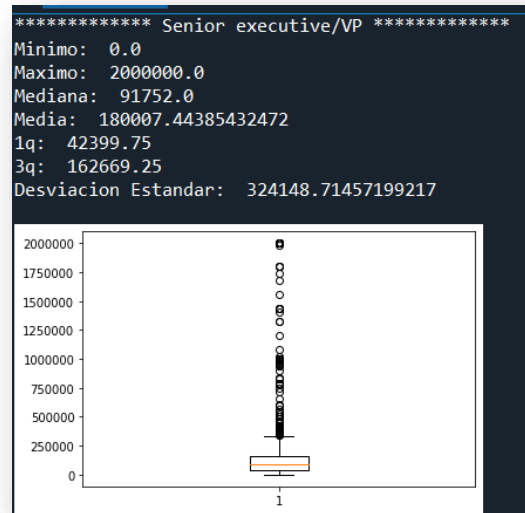 ************* Senior executive/VP *************
Minimo:  0.0
Maximo:  2000000.0
Mediana:  91752.0
Media:  180007.44385432472
1q:  42399.75
3q:  162669.25
Desviacion Estandar:  324148.71457199217
2000000
1750000
1500000
1250000
1000000
750000
500000
250000
0
1